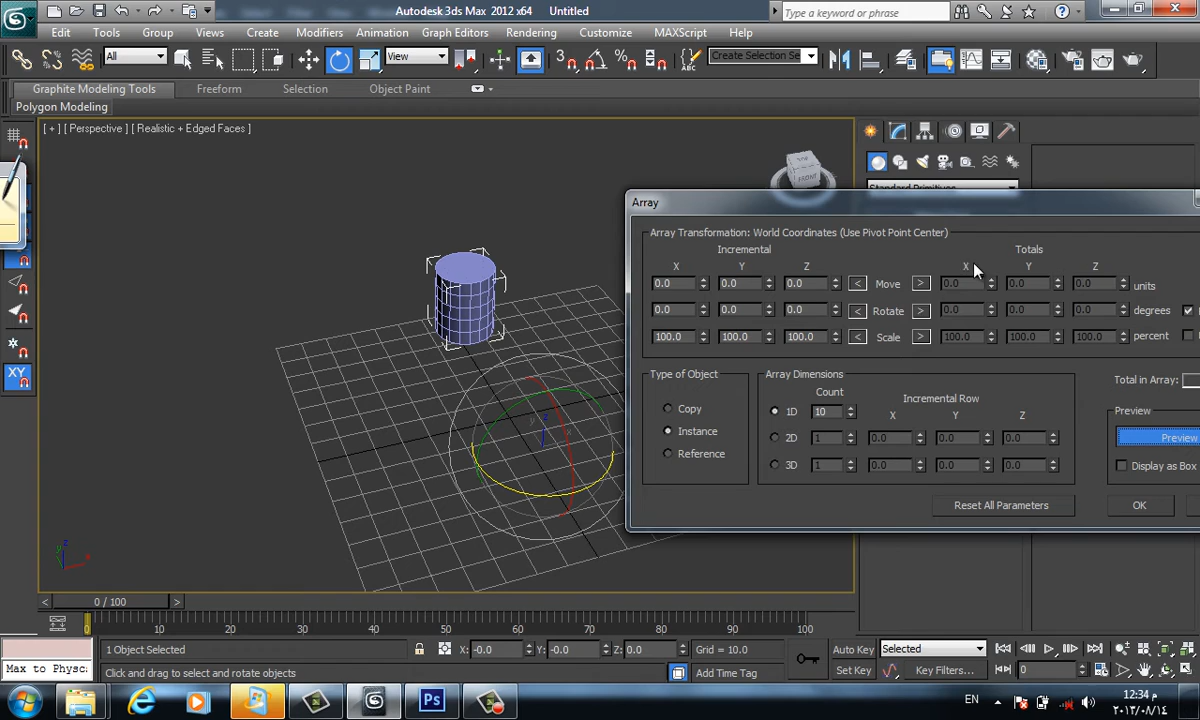 Autodesk 3ds Max 2012 x64 Untitled
Type a keyword or phrase
Edit Tools Group Views Create Modifiers Animation Graph Editors Rendering Customize MAXScript Help
All View Create Selection Se
Graphite Modeling Tools Freeform Selection Object Paint
Polygon Modeling
[ + ] [ Perspective ] [ Realistic + Edged Faces ]
FRONT
Standard Primitives
Array
Array Transformation: World Coordinates (Use Pivot Point Center)
Incremental Totals
X Y Z X Y Z
0.0 0.0 0.0 < Move > 0.0 0.0 0.0 units
0.0 0.0 0.0 < Rotate > 0.0 0.0 0.0 degrees
100.0 100.0 100.0 < Scale > 100.0 100.0 100.0 percent
Type of Object
Copy
Instance
Reference
Array Dimensions
Count Incremental Row
X Y Z
1D 10
2D 1 0.0 0.0 0.0
3D 1 0.0 0.0 0.0
Total in Array:
Preview
Preview
Display as Box
Reset All Parameters OK
z
y
x
< 0 / 100 >
0 10 20 30 40 50 60 70 80 90 100
1 Object Selected X: -0.0 Y: -0.0 Z: 0.0 Grid = 10.0 Auto Key Selected
Max to Physc: Click and drag to select and rotate objects Add Time Tag Set Key Key Filters... 0
Ps EN 12:34 م
٢٠١٣/٠٨/١٤